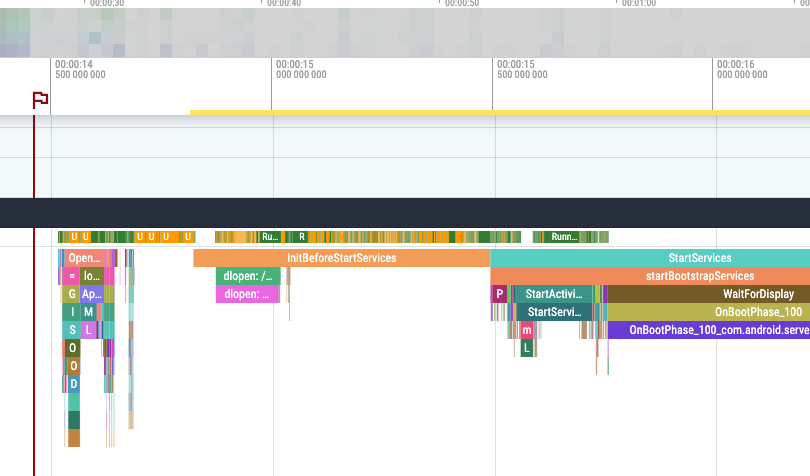 00:00:30 00:00:40 00:00:50 00:01:00
00:00:14 00:00:15 00:00:15 00:00:16
500 000 000 000 000 000 500 000 000 000 000 000
U U U U U U Ru... R Runn...
Open... InitBeforeStartServices StartServices
= lo... dlopen: /... startBootstrapServices
G Ap... dlopen: ... P StartActivi... WaitForDisplay
I M StartServi... OnBootPhase_100
S L m OnBootPhase_100_com.android.serve
O L
O
D